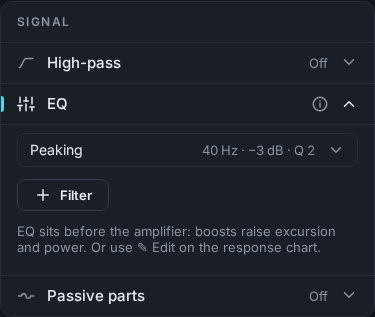 SIGNAL
High-pass Off
EQ
Peaking 40 Hz · −3 dB · Q 2
+ Filter
EQ sits before the amplifier: boosts raise excursion
and power. Or use ✎ Edit on the response chart.
Passive parts Off